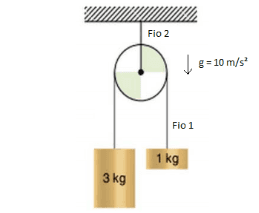 Fio 2
g = 10 m/s²
Fio 1
1 kg
3 kg